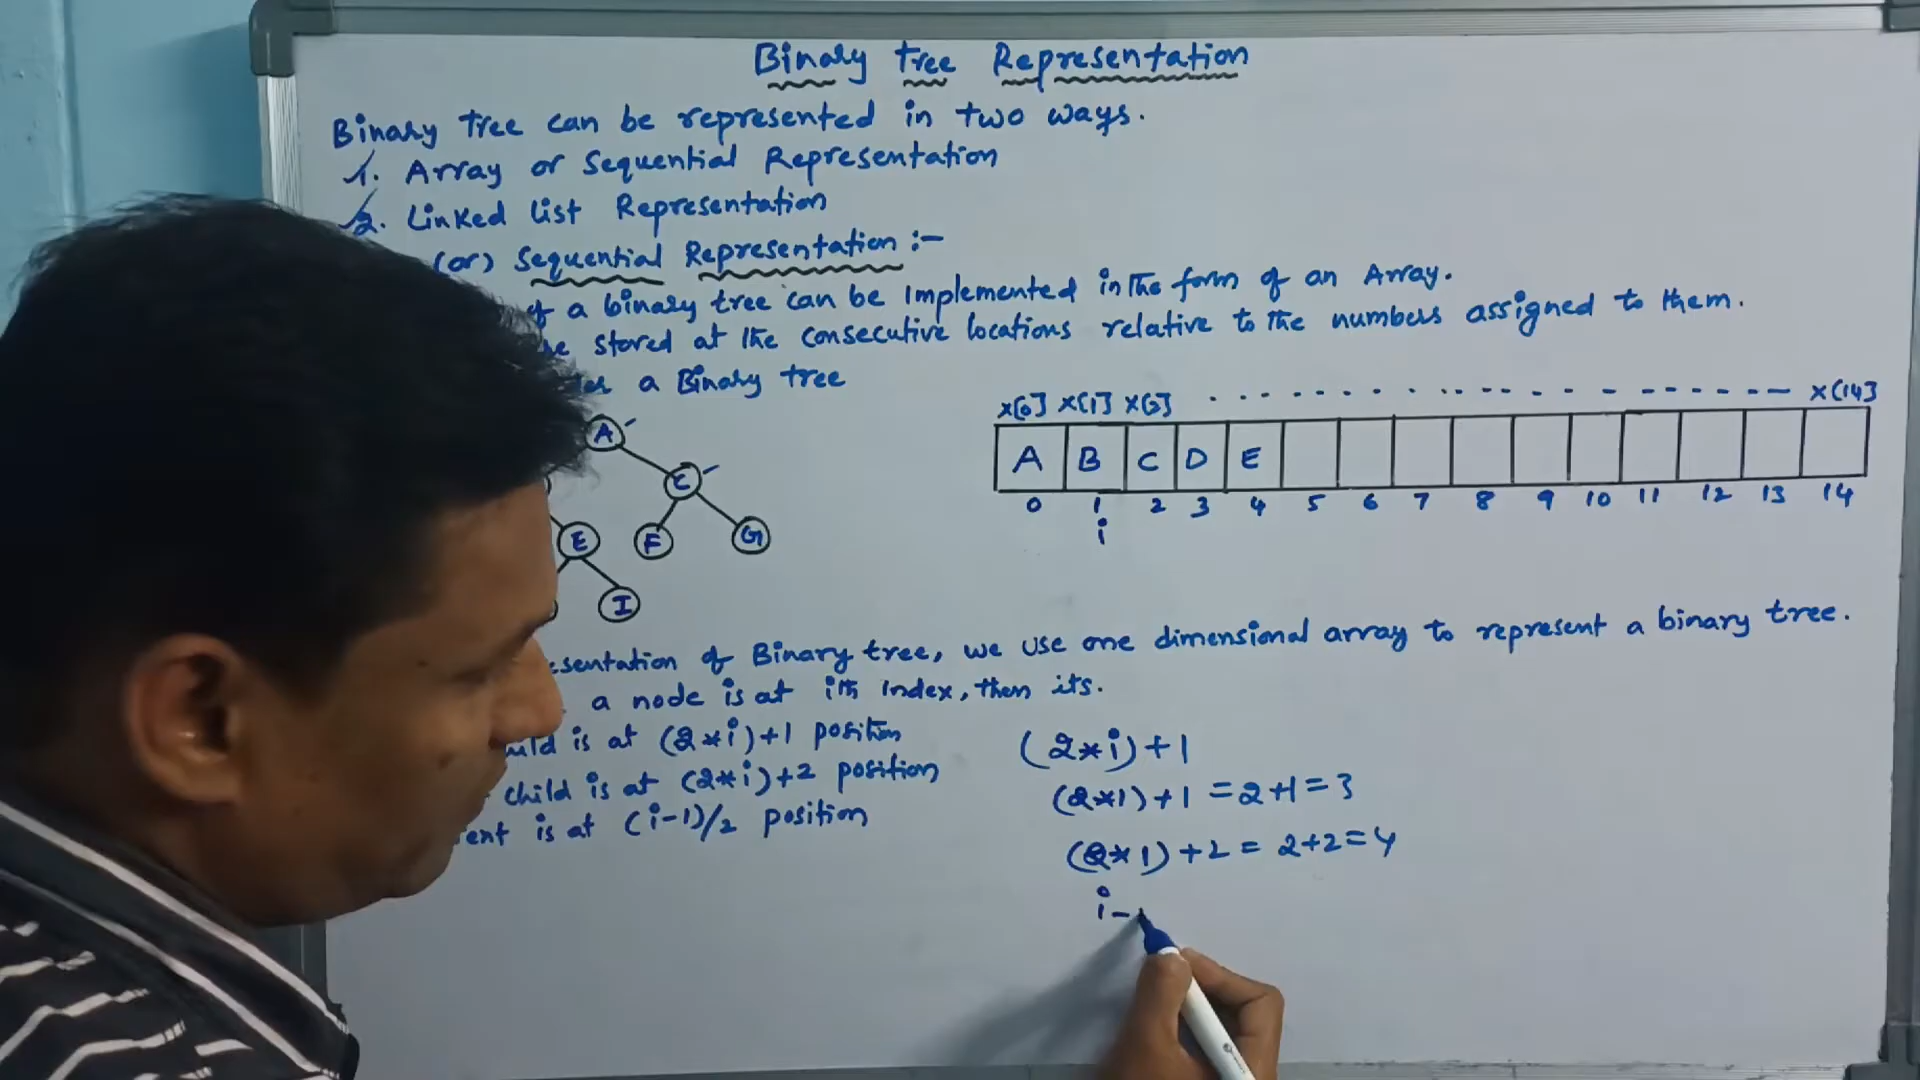 Binary Tree Representation
Binary tree can be represented in two ways.
1. Array or Sequential Representation
2. Linked list Representation
(or) Sequential Representation :-
of a binary tree can be Implemented in the form of an Array.
be stored at the consecutive locations relative to the numbers assigned to them.
a Binary tree
x[0] x[1] x[2] x[14]
A B C D E
0 1 2 3 4 5 6 7 8 9 10 11 12 13 14
i
A
C
E F G
I
of Binary tree, we use one dimensional array to represent a binary tree.
a node is at ith index, then its.
is at (2*i)+1 position
child is at (2*i)+2 position
is at (i-1)/2 position
(2*i)+1
(2*1)+1 = 2+1=3
(2*1)+2 = 2+2=4
i-